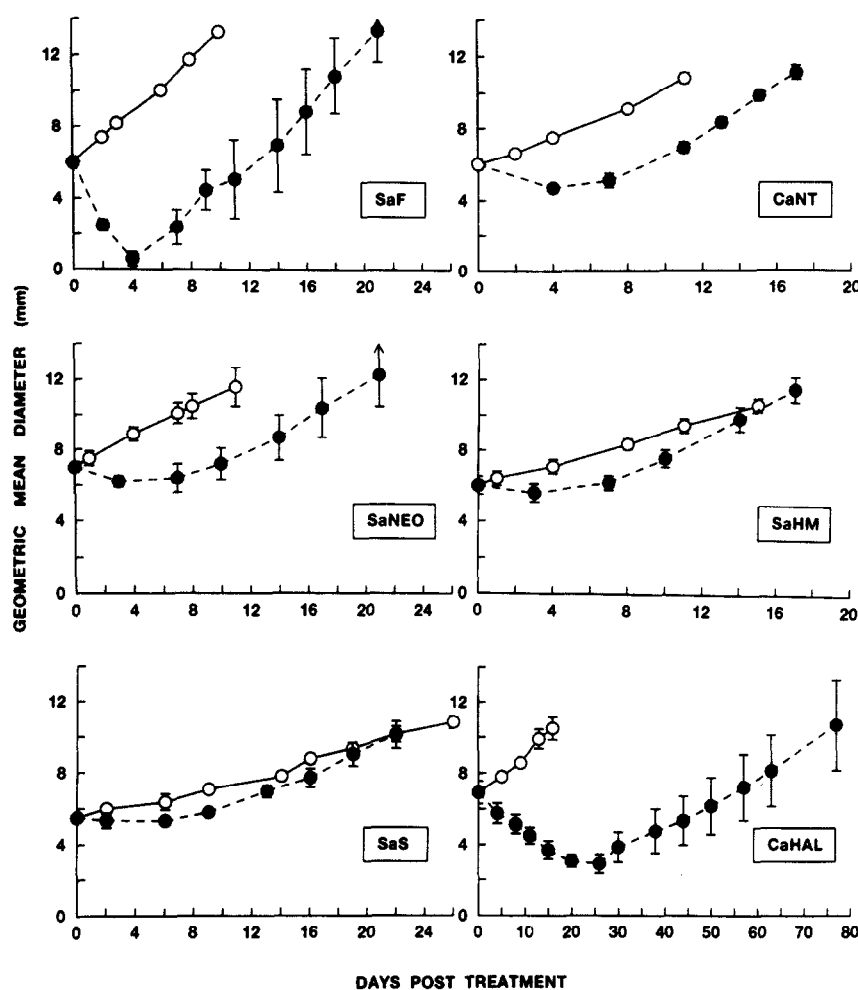 12
8
4
0
0 4 8 12 16 20 24
SaF
12
8
4
0
0 4 8 12 16 20
CaNT
12
8
4
0
0 4 8 12 16 20 24
SaNEO
12
8
4
0
0 4 8 12 16 20
SaHM
12
8
4
0
0 4 8 12 16 20 24
SaS
12
8
4
0
0 10 20 30 40 50 60 70 80
CaHAL
GEOMETRIC MEAN DIAMETER (mm)
DAYS POST TREATMENT